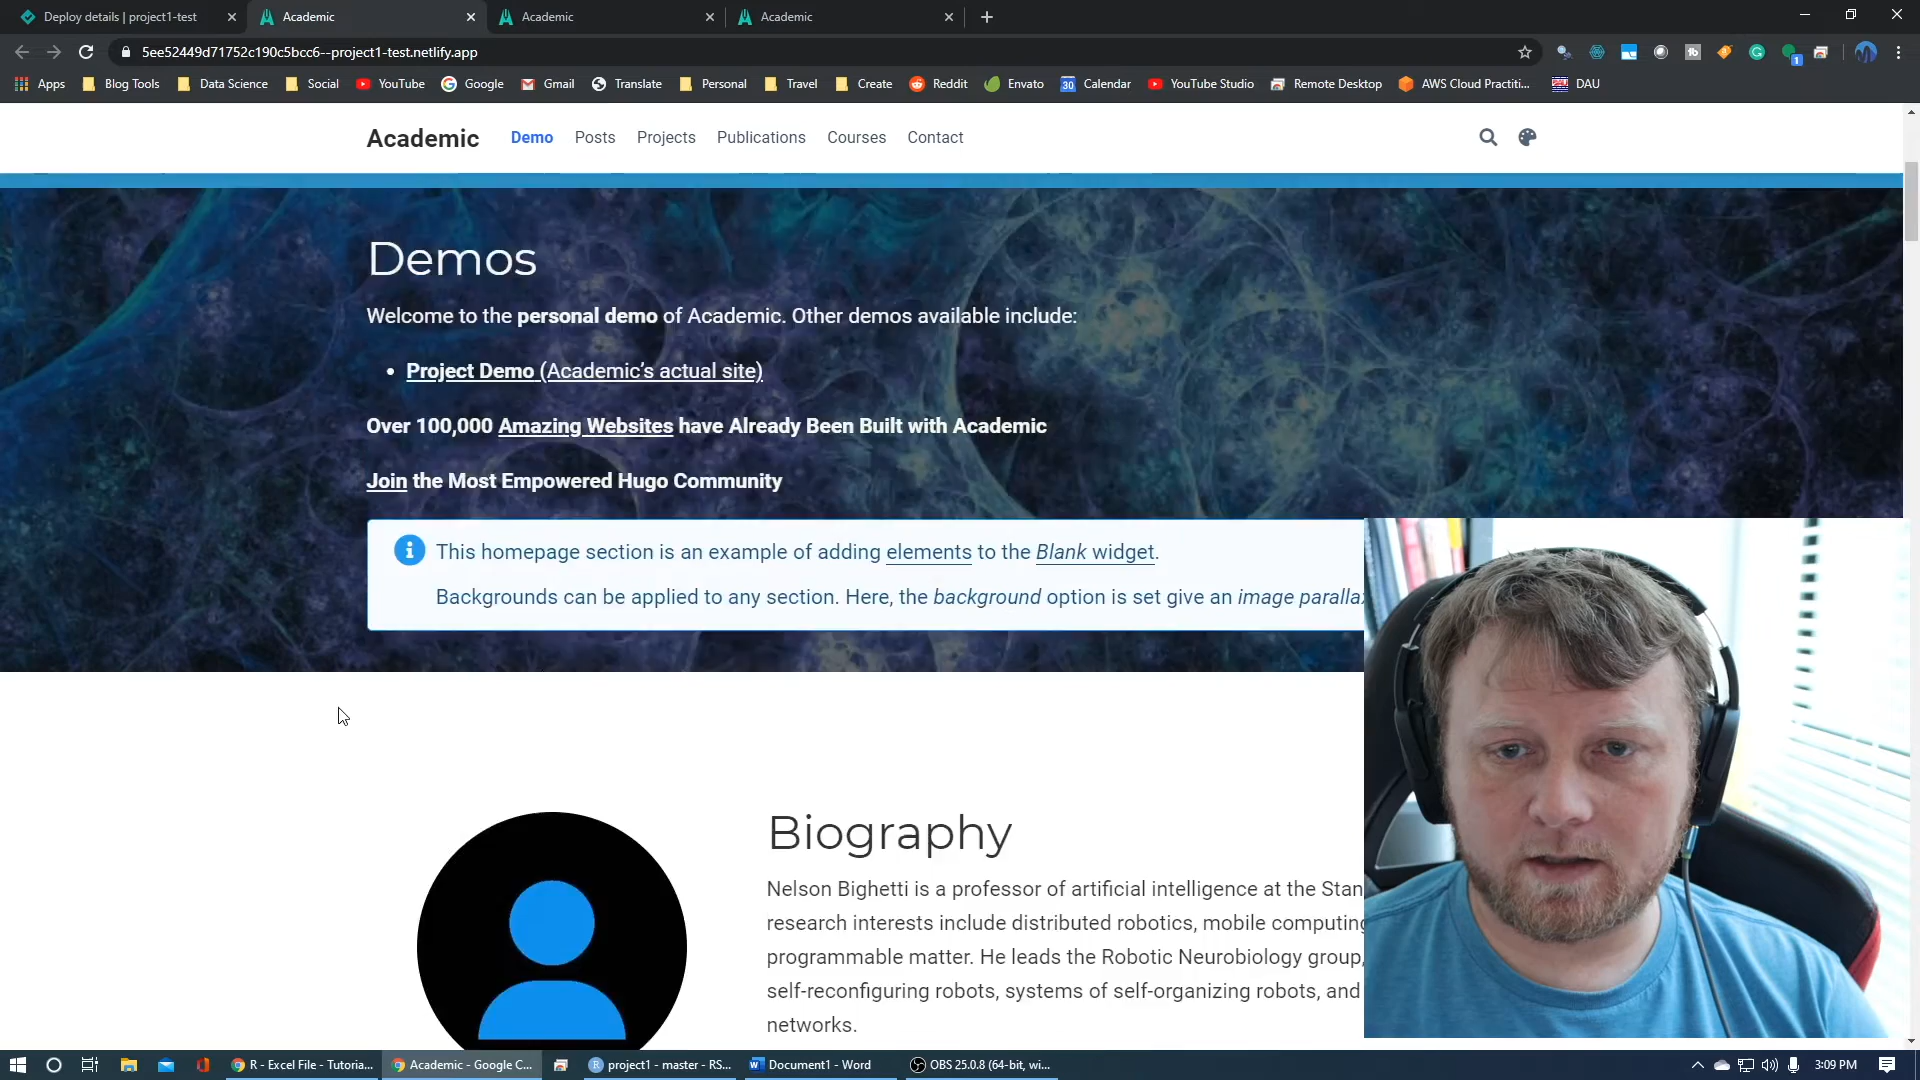 Deploy details | project1-test
Academic
Academic
Academic
5ee52449d71752c190c5bcc6--project1-test.netlify.app
Apps
Blog Tools
Data Science
Social
YouTube
Google
Gmail
Translate
Personal
Travel
Create
Reddit
Envato
30
Calendar
YouTube Studio
Remote Desktop
AWS Cloud Practiti...
DAU
Academic
Demo
Posts
Projects
Publications
Courses
Contact
Demos
Welcome to the personal demo of Academic. Other demos available include:
• Project Demo (Academic's actual site)
Over 100,000 Amazing Websites have Already Been Built with Academic
Join the Most Empowered Hugo Community
This homepage section is an example of adding elements to the Blank widget.
Backgrounds can be applied to any section. Here, the background option is set give an image paralla
Biography
Nelson Bighetti is a professor of artificial intelligence at the Stan
research interests include distributed robotics, mobile computing
programmable matter. He leads the Robotic Neurobiology group,
self-reconfiguring robots, systems of self-organizing robots, and
networks.
R - Excel File - Tutoria...
Academic - Google C...
project1 - master - RS...
Document1 - Word
OBS 25.0.8 (64-bit, wi...
3:09 PM